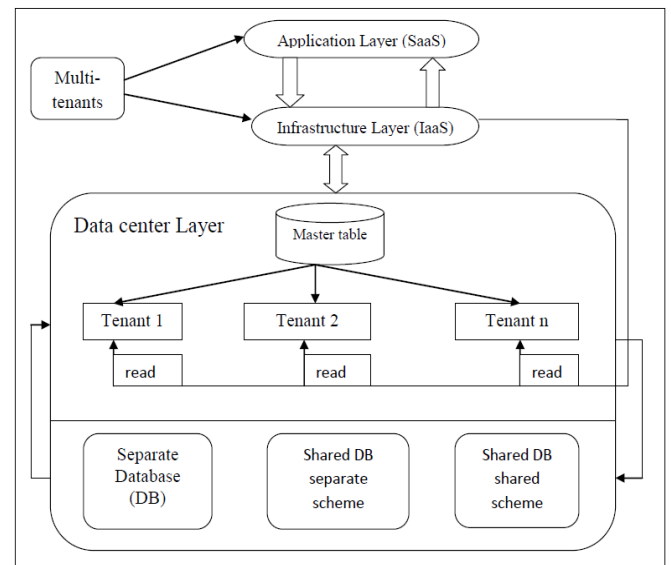 Application Layer (SaaS)
Multi-
tenants
Infrastructure Layer (IaaS)
Data center Layer
Master table
Tenant 1
Tenant 2
Tenant n
read
read
read
Separate
Database
(DB)
Shared DB
separate
scheme
Shared DB
shared
scheme